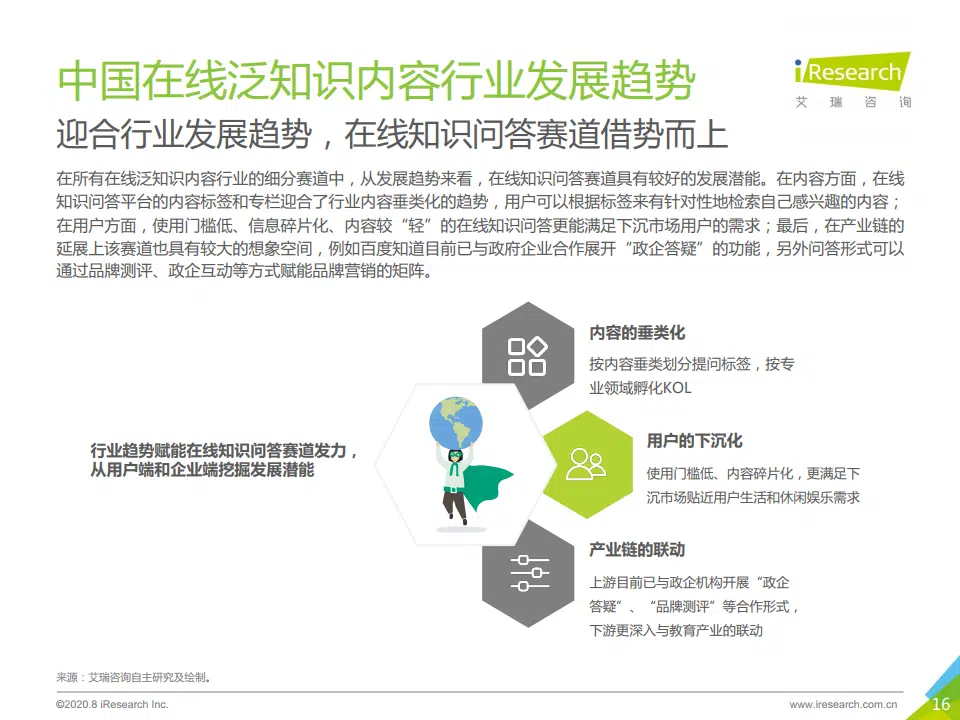 中国在线泛知识内容行业发展趋势
iResearch
艾瑞咨询
迎合行业发展趋势，在线知识问答赛道借势而上
在所有在线泛知识内容行业的细分赛道中，从发展趋势来看，在线知识问答赛道具有较好的发展潜能。在内容方面，在线
知识问答平台的内容标签和专栏迎合了行业内容垂类化的趋势，用户可以根据标签来有针对性地检索自己感兴趣的内容；
在用户方面，使用门槛低、信息碎片化、内容较“轻”的在线知识问答更能满足下沉市场用户的需求；最后，在产业链的
延展上该赛道也具有较大的想象空间，例如百度知道目前已与政府企业合作展开“政企答疑”的功能，另外问答形式可以
通过品牌测评、政企互动等方式赋能品牌营销的矩阵。
内容的垂类化
按内容垂类划分提问标签，按专
业领域孵化KOL
行业趋势赋能在线知识问答赛道发力，
从用户端和企业端挖掘发展潜能
用户的下沉化
使用门槛低、内容碎片化，更满足下
沉市场贴近用户生活和休闲娱乐需求
产业链的联动
上游目前已与政企机构开展“政企
答疑”、“品牌测评”等合作形式，
下游更深入与教育产业的联动
来源：艾瑞咨询自主研究及绘制。
©2020.8 iResearch Inc.
www.iresearch.com.cn
16